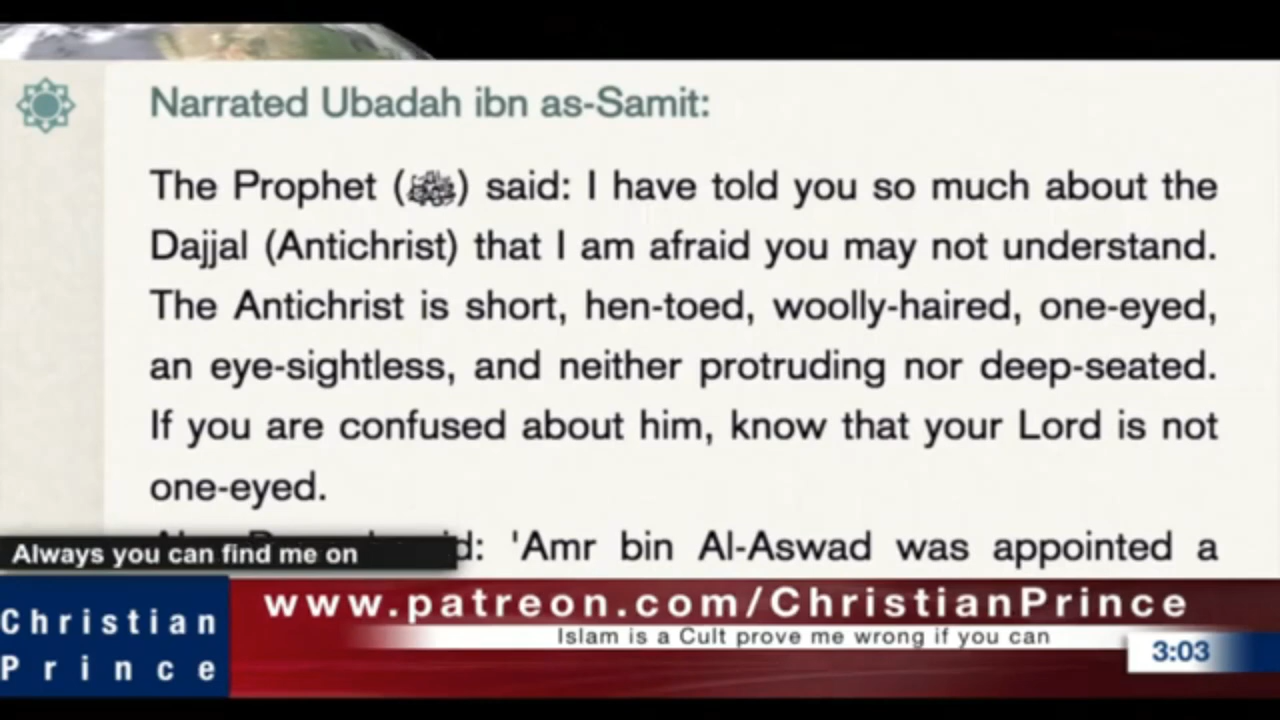 Narrated Ubadah ibn as-Samit:
The Prophet (ﷺ) said: I have told you so much about the
Dajjal (Antichrist) that I am afraid you may not understand.
The Antichrist is short, hen-toed, woolly-haired, one-eyed,
an eye-sightless, and neither protruding nor deep-seated.
If you are confused about him, know that your Lord is not
one-eyed.
'Amr bin Al-Aswad was appointed a
Always you can find me on
www.patreon.com/ChristianPrince
Christian
Prince
Islam is a Cult prove me wrong if you can
3:03